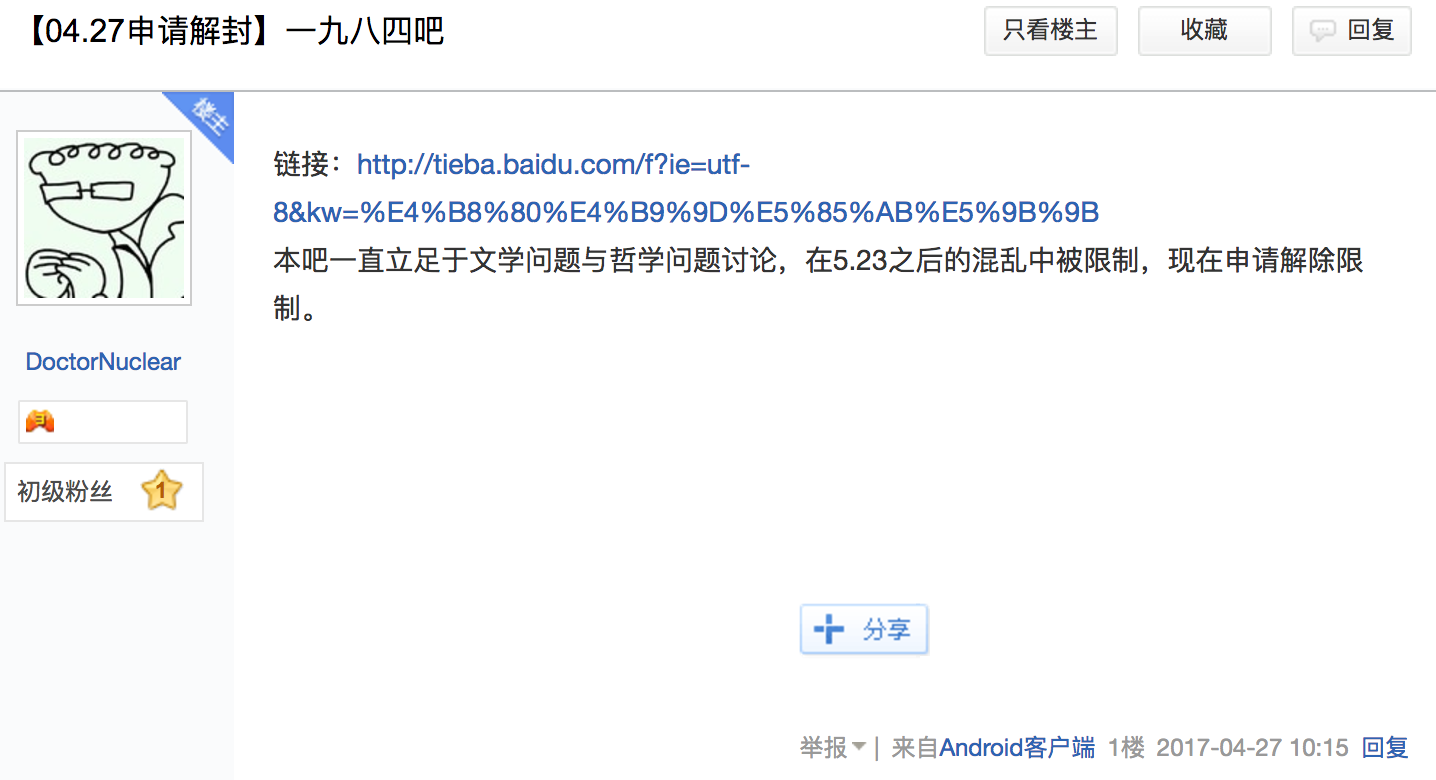 【04.27申请解封】一九八四吧
只看楼主
收藏
回复
楼主
链接：http://tieba.baidu.com/f?ie=utf-
8&kw=%E4%B8%80%E4%B9%9D%E5%85%AB%E5%9B%9B
本吧一直立足于文学问题与哲学问题讨论，在5.23之后的混乱中被限制，现在申请解除限
制。
DoctorNuclear
3
初级粉丝 1
分享
举报 | 来自Android客户端 1楼 2017-04-27 10:15 回复